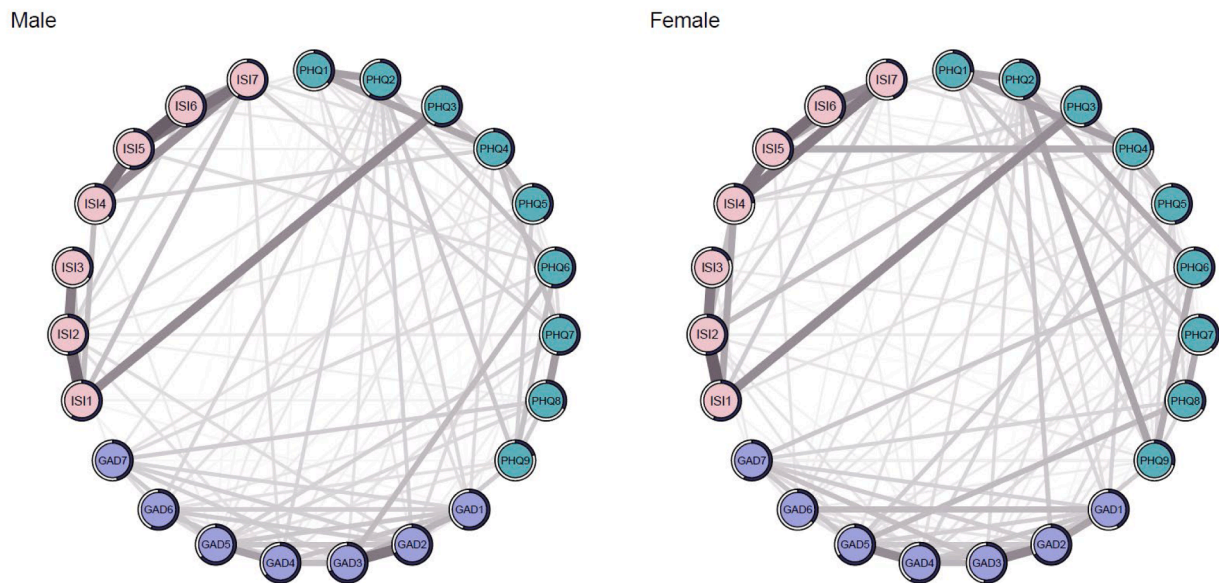 Male
Female
PHQ1
PHQ2
PHQ3
PHQ4
PHQ5
PHQ6
PHQ7
PHQ8
PHQ9
GAD1
GAD2
GAD3
GAD4
GAD5
GAD6
GAD7
ISI1
ISI2
ISI3
ISI4
ISI5
ISI6
ISI7
PHQ1
PHQ2
PHQ3
PHQ4
PHQ5
PHQ6
PHQ7
PHQ8
PHQ9
GAD1
GAD2
GAD3
GAD4
GAD5
GAD6
GAD7
ISI1
ISI2
ISI3
ISI4
ISI5
ISI6
ISI7